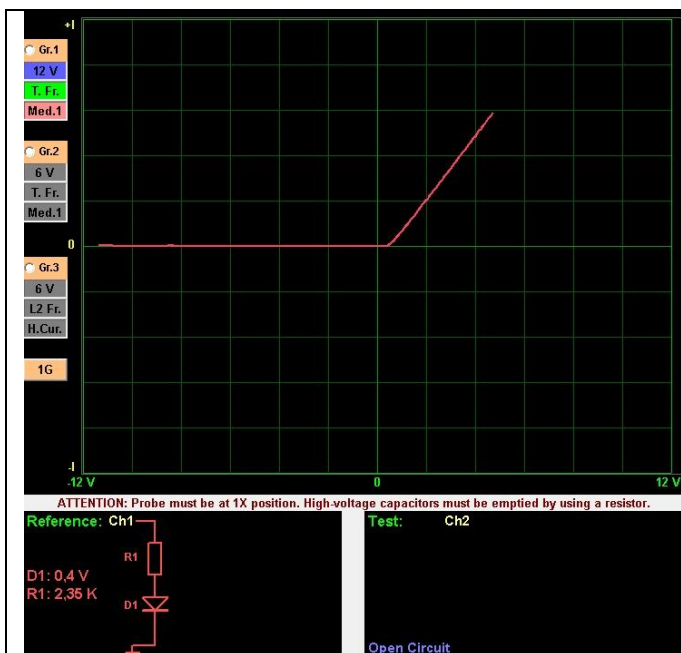 +I
Gr.1
12 V
T. Fr.
Med.1
Gr.2
6 V
T. Fr.
Med.1
0
Gr.3
6 V
L2 Fr.
H.Cur.
1G
-I
-12 V 0 12 V
ATTENTION: Probe must be at 1X position. High-voltage capacitors must be emptied by using a resistor.
Reference: Ch1
R1
D1: 0,4 V
R1: 2,35 K
D1
Test: Ch2
Open Circuit